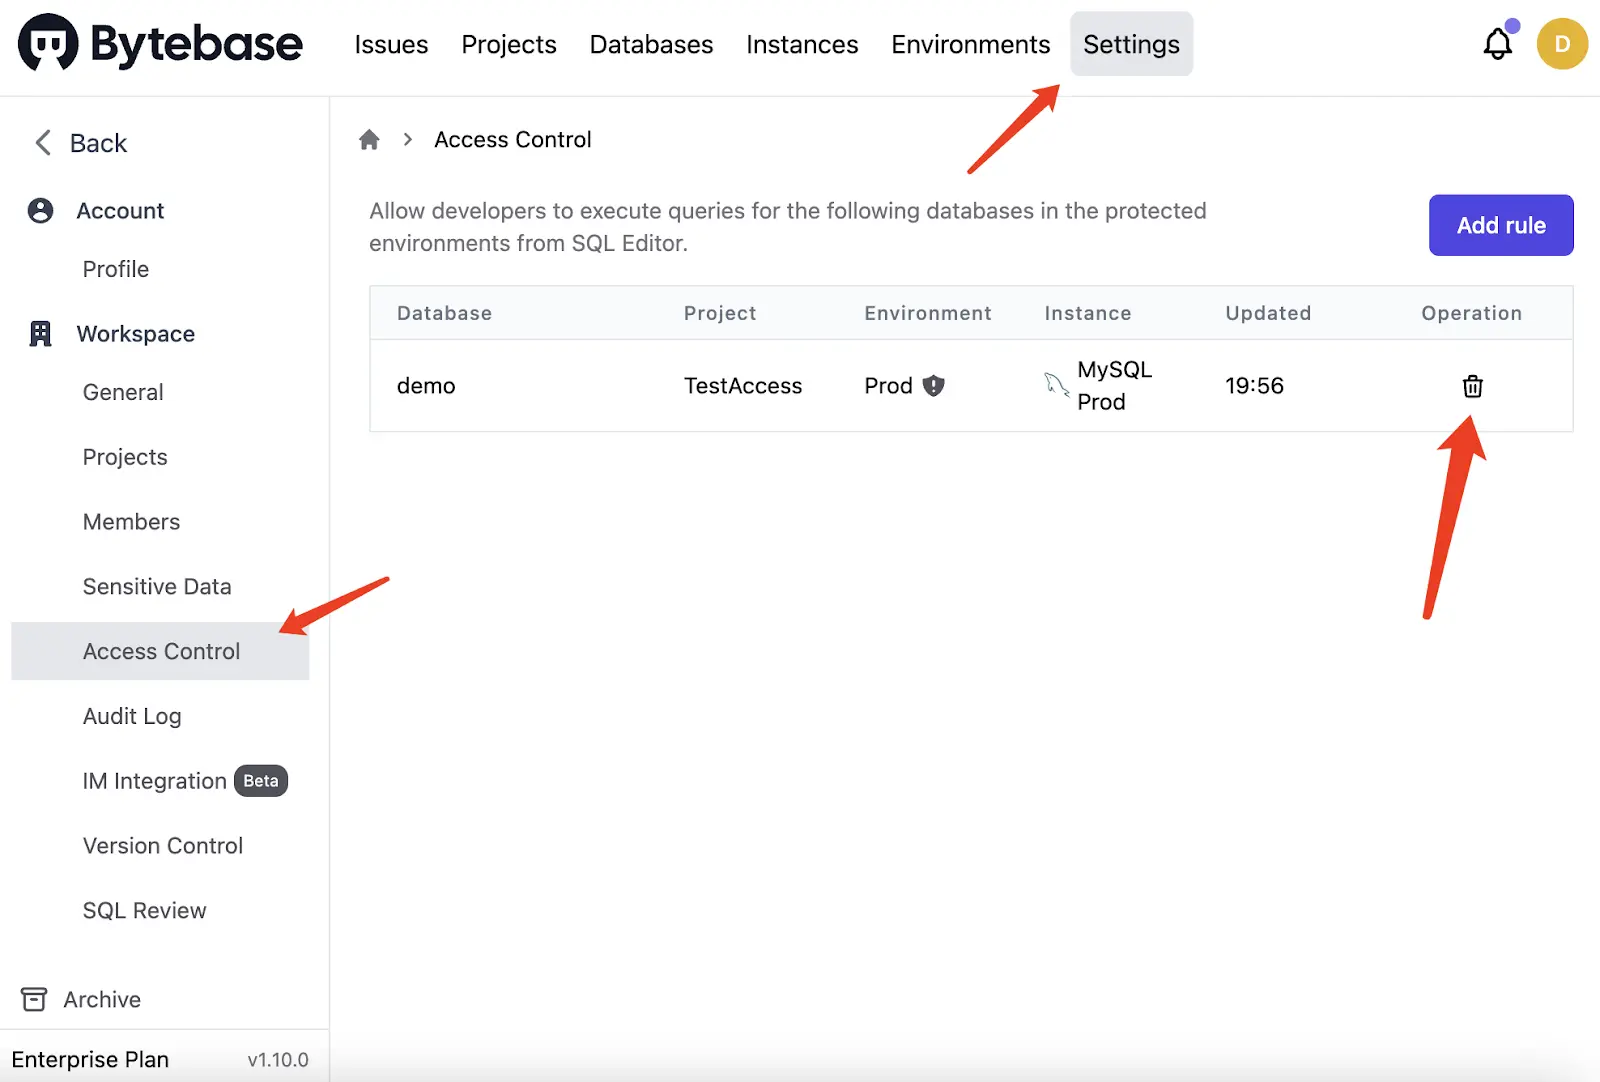 Bytebase
Issues Projects Databases Instances Environments Settings
D
Back
Account
Profile
Workspace
General
Projects
Members
Sensitive Data
Access Control
Audit Log
IM Integration Beta
Version Control
SQL Review
Archive
Enterprise Plan v1.10.0
Access Control
Allow developers to execute queries for the following databases in the protected
environments from SQL Editor.
Add rule
Database Project Environment Instance Updated Operation
demo TestAccess Prod MySQL Prod 19:56